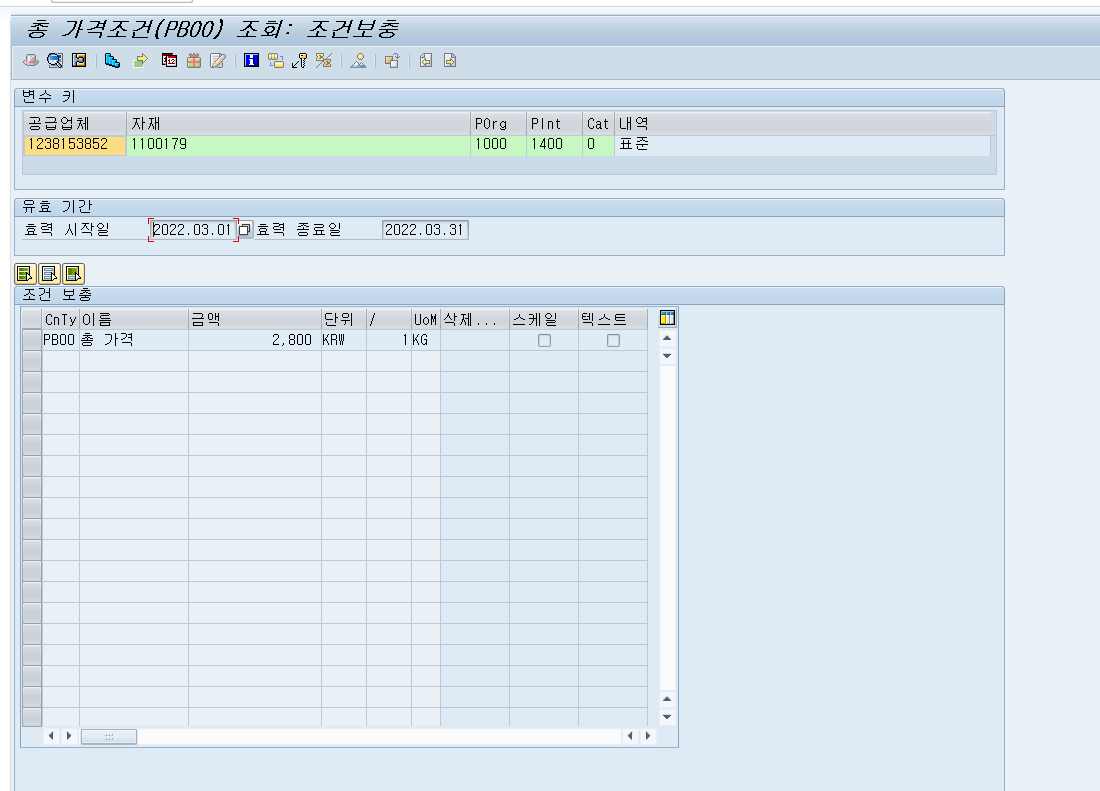 총 가격조건(PB00) 조회: 조건보충
변수 키
공급업체 자재 POrg Plnt Cat 내역
1238153852 1100179 1000 1400 0 표준
유효 기간
효력 시작일 2022.03.01 효력 종료일 2022.03.31
조건 보충
CnTy 이름 금액 단위 / UoM 삭제... 스케일 텍스트
PB00 총 가격 2,800 KRW 1 KG